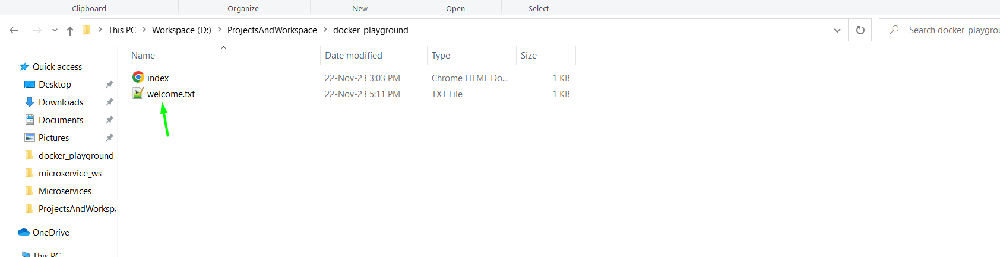 Clipboard Organize New Open Select
This PC Workspace (D:) ProjectsAndWorkspace docker_playground
Search docker_playgrou
Name Date modified Type Size
Quick access
Desktop
Downloads
Documents
Pictures
docker_playground
microservice_ws
Microservices
ProjectsAndWorkspa
OneDrive
This PC
index 22-Nov-23 3:03 PM Chrome HTML Do... 1 KB
welcome.txt 22-Nov-23 5:11 PM TXT File 1 KB